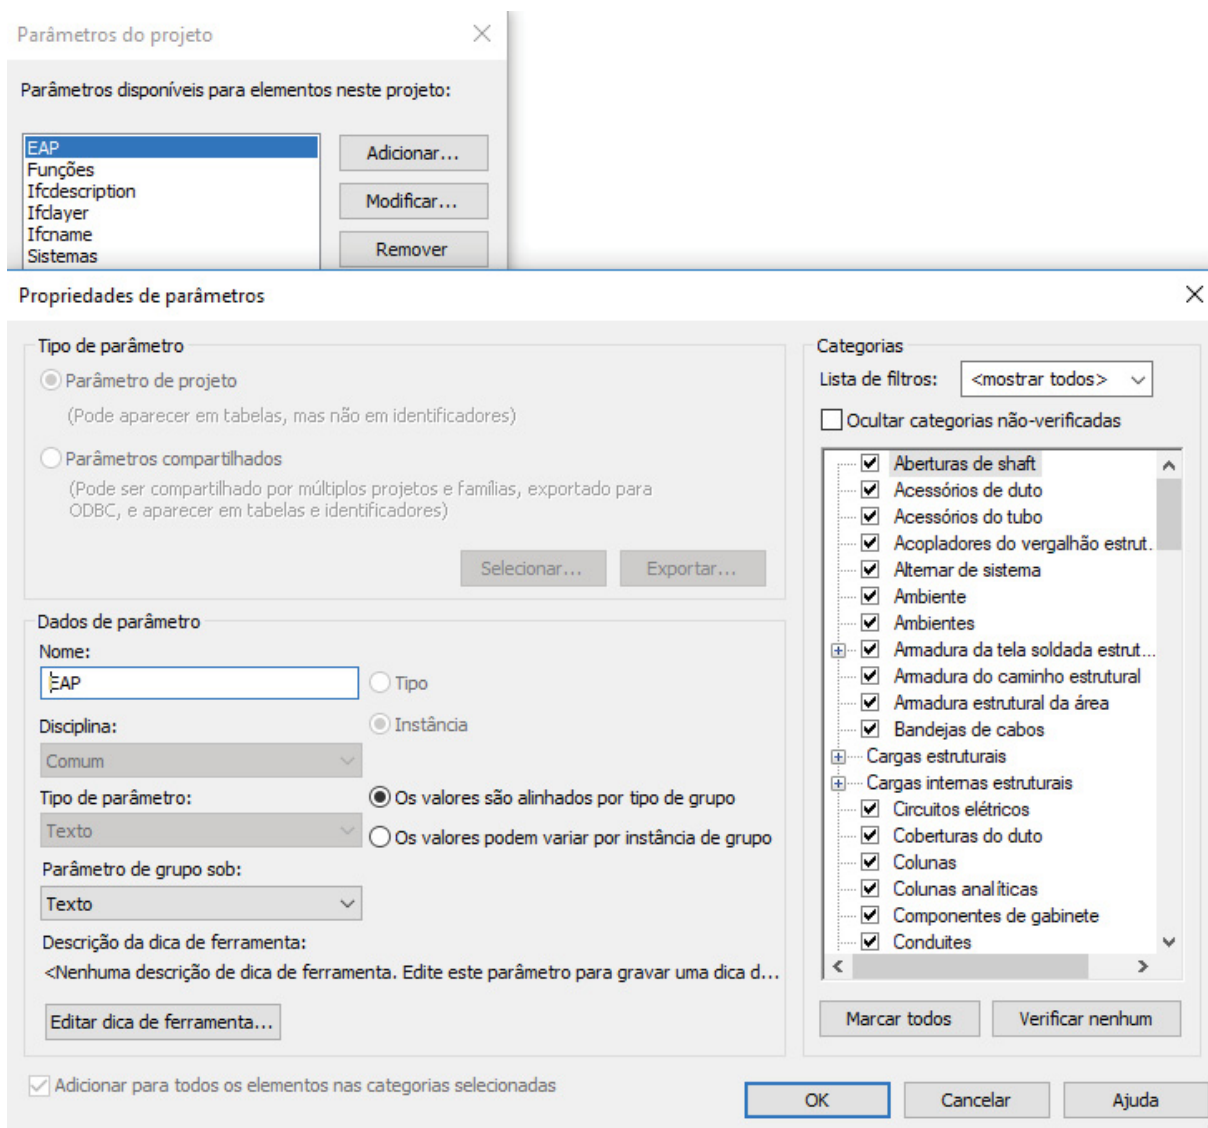 Parâmetros do projeto
Parâmetros disponíveis para elementos neste projeto:
EAP
Funções
Ifcdescription
Ifclayer
Ifcname
Sistemas
Adicionar...
Modificar...
Remover
Propriedades de parâmetros
Tipo de parâmetro
Parâmetro de projeto
(Pode aparecer em tabelas, mas não em identificadores)
Parâmetros compartilhados
(Pode ser compartilhado por múltiplos projetos e famílias, exportado para
ODBC, e aparecer em tabelas e identificadores)
Selecionar...
Exportar...
Dados de parâmetro
Nome:
EAP
Tipo
Disciplina:
Instância
Comum
Tipo de parâmetro:
Os valores são alinhados por tipo de grupo
Texto
Os valores podem variar por instância de grupo
Parâmetro de grupo sob:
Texto
Descrição da dica de ferramenta:
<Nenhuma descrição de dica de ferramenta. Edite este parâmetro para gravar uma dica d...
Editar dica de ferramenta...
Adicionar para todos os elementos nas categorias selecionadas
Categorias
Lista de filtros:
<mostrar todos>
Ocultar categorias não-verificadas
Aberturas de shaft
Acessórios de duto
Acessórios do tubo
Acopladores do vergalhão estrut.
Alternar de sistema
Ambiente
Ambientes
Armadura da tela soldada estrut...
Armadura do caminho estrutural
Armadura estrutural da área
Bandejas de cabos
Cargas estruturais
Cargas internas estruturais
Circuitos elétricos
Coberturas do duto
Colunas
Colunas analíticas
Componentes de gabinete
Conduites
Marcar todos
Verificar nenhum
OK
Cancelar
Ajuda